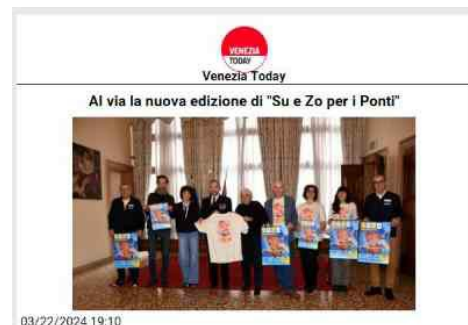 VENEZIA
TODAY
Venezia Today
Al via la nuova edizione di "Su e Zo per i Ponti"
03/22/2024 19:10